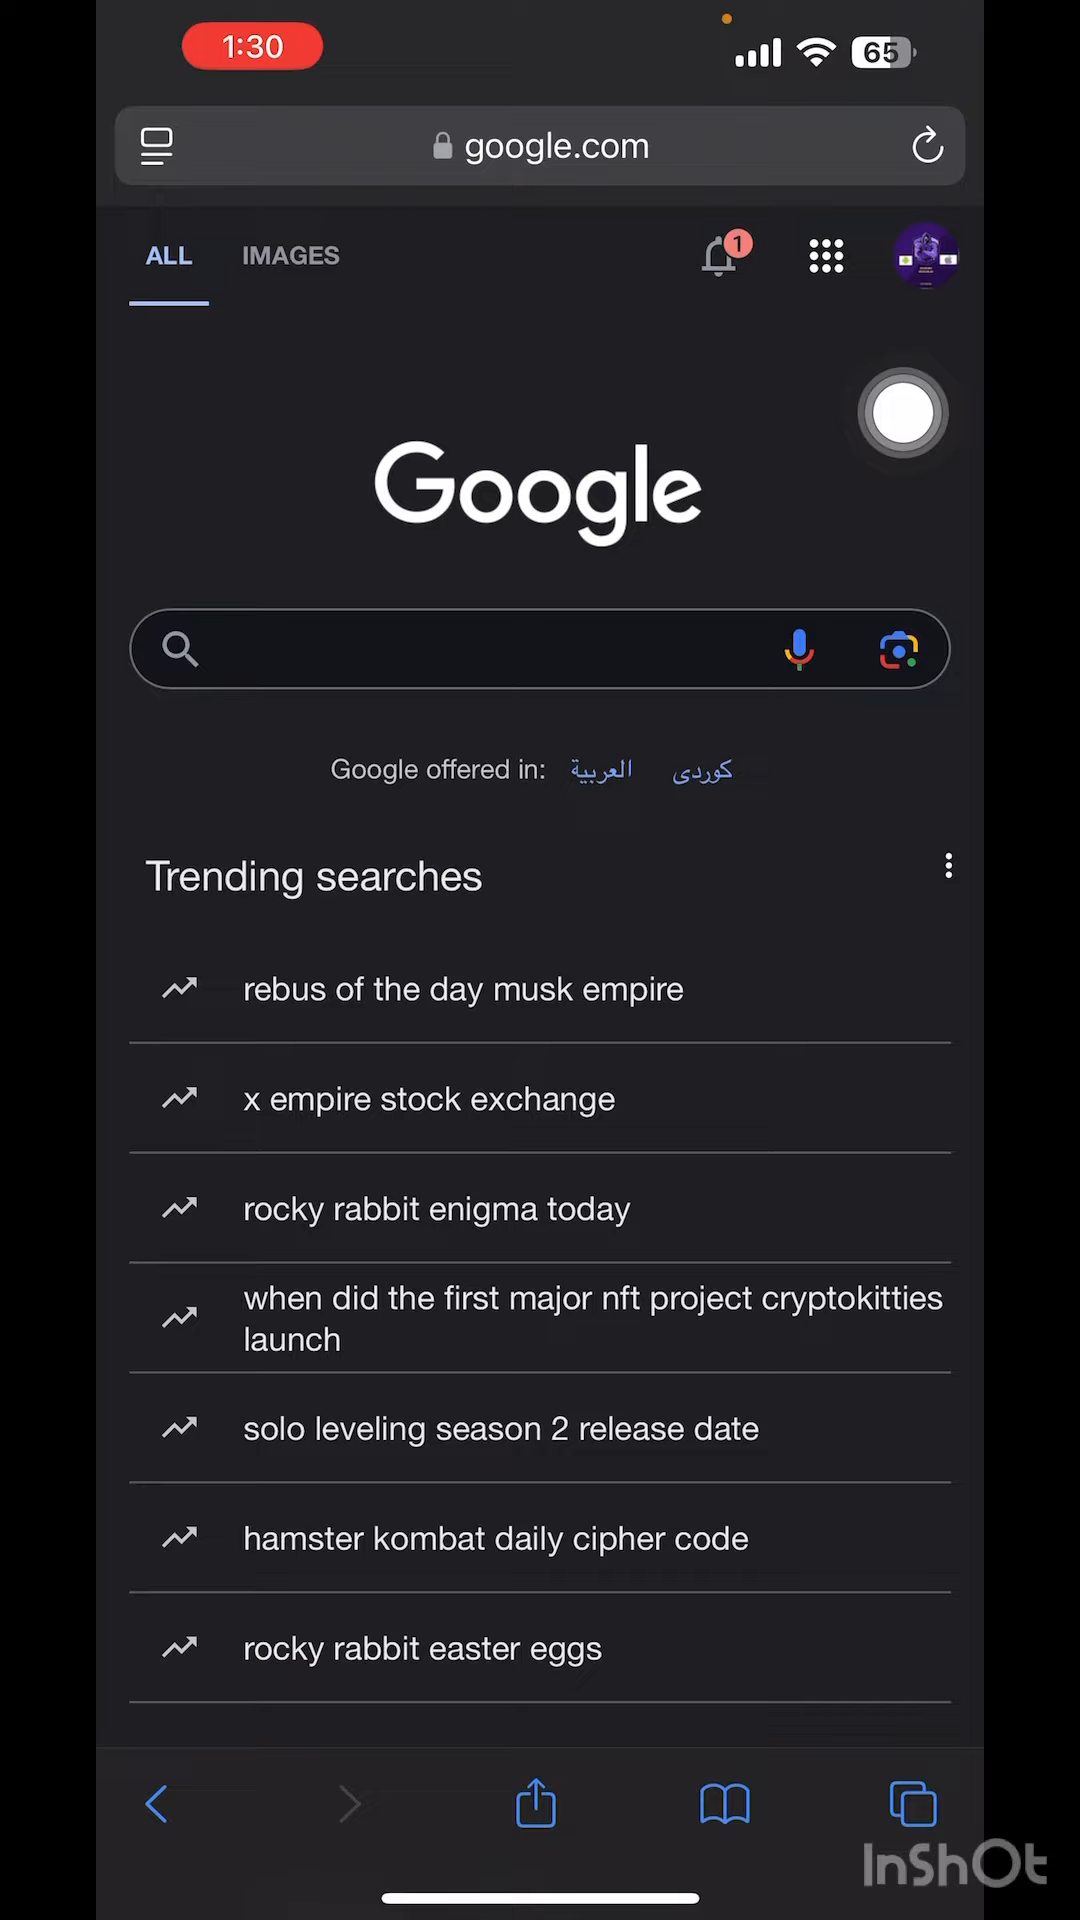 1:30
65
google.com
ALL IMAGES
1
Google
Google offered in: العربية کوردی
Trending searches
rebus of the day musk empire
x empire stock exchange
rocky rabbit enigma today
when did the first major nft project cryptokitties
launch
solo leveling season 2 release date
hamster kombat daily cipher code
rocky rabbit easter eggs
InShOt